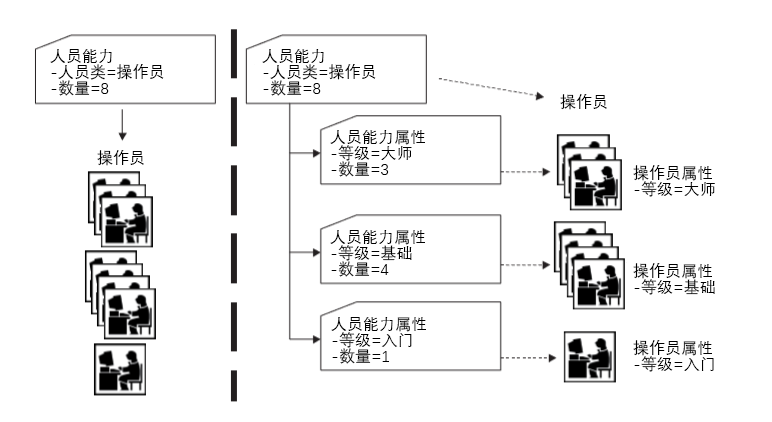 人员能力
-人员类=操作员
-数量=8
操作员
人员能力
-人员类=操作员
-数量=8
操作员
人员能力属性
-等级=大师
-数量=3
操作员属性
-等级=大师
人员能力属性
-等级=基础
-数量=4
操作员属性
-等级=基础
人员能力属性
-等级=入门
-数量=1
操作员属性
-等级=入门